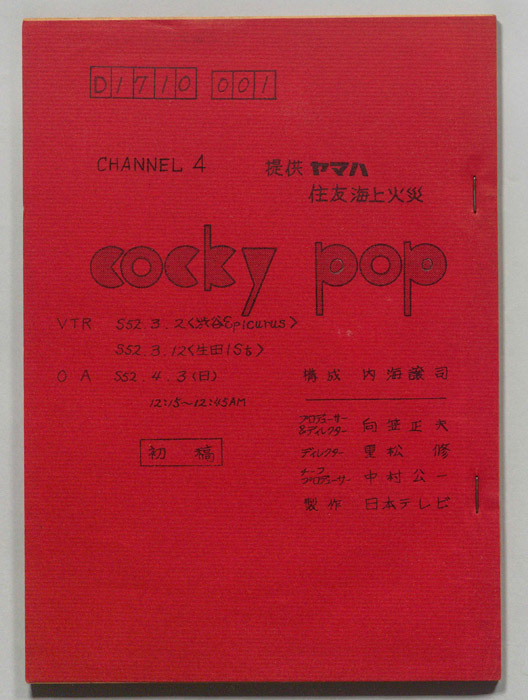 D1710 001
CHANNEL 4
提供 ヤマハ
住友海上火災
cocky pop
VTR S52.3.2〈渋谷Epicurus〉
S52.3.12〈生田1St〉
O A S52.4.3(日)
12:15~12:45AM
初稿
構成 内海譲司
プロデューサー
&ディレクター 向笠正夫
ディレクター 黒松 修
チーフ
プロデューサー 中村公一
製作 日本テレビ